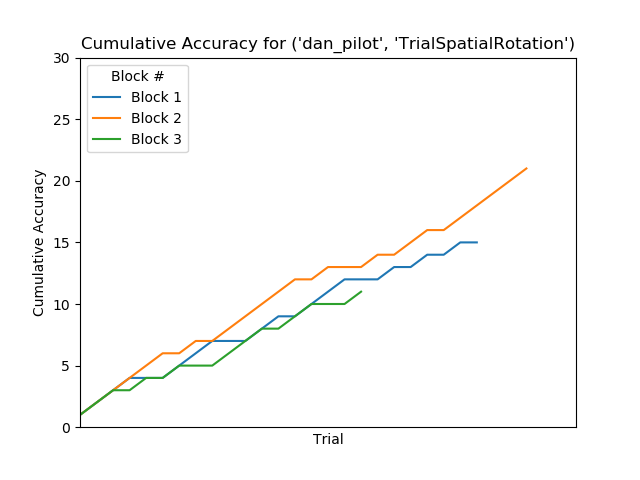 Cumulative Accuracy for ('dan_pilot', 'TrialSpatialRotation')
Block #
Block 1
Block 2
Block 3
30
25
20
15
10
5
0
Cumulative Accuracy
Trial